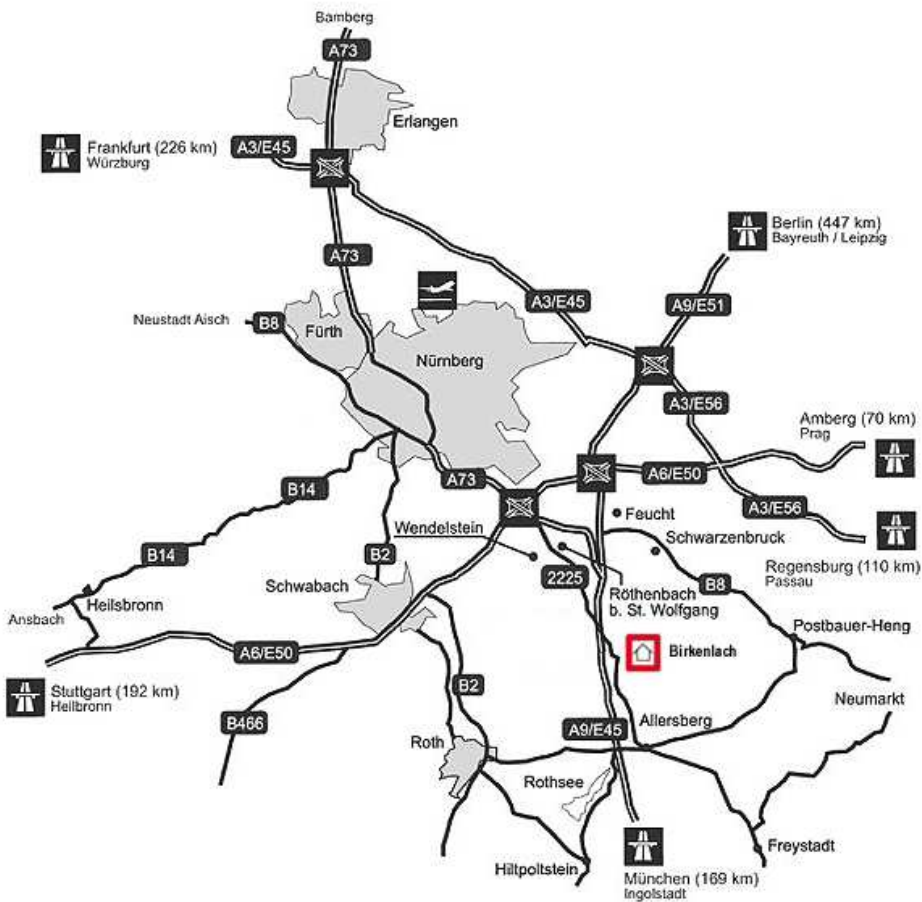 Bamberg
A73
Erlangen
Frankfurt (226 km)
Würzburg
A3/E45
Berlin (447 km)
Bayreuth / Leipzig
A73
A3/E45
A9/E51
Neustadt Aisch
B8
Fürth
Nürnberg
A3/E56
Amberg (70 km)
Prag
A73
A6/E50
B14
A3/E56
Feucht
Wendelstein
Schwarzenbruck
B14
B2
Regensburg (110 km)
Passau
Schwabach
2225
B8
Röthenbach
b. St. Wolfgang
Heilsbronn
Ansbach
Postbauer-Heng
A6/E50
Birkenlach
Stuttgart (192 km)
Heilbronn
B2
Neumarkt
B466
A9/E45
Allersberg
Roth
Rothsee
Freystadt
Hiltpoltstein
München (169 km)
Ingolstadt